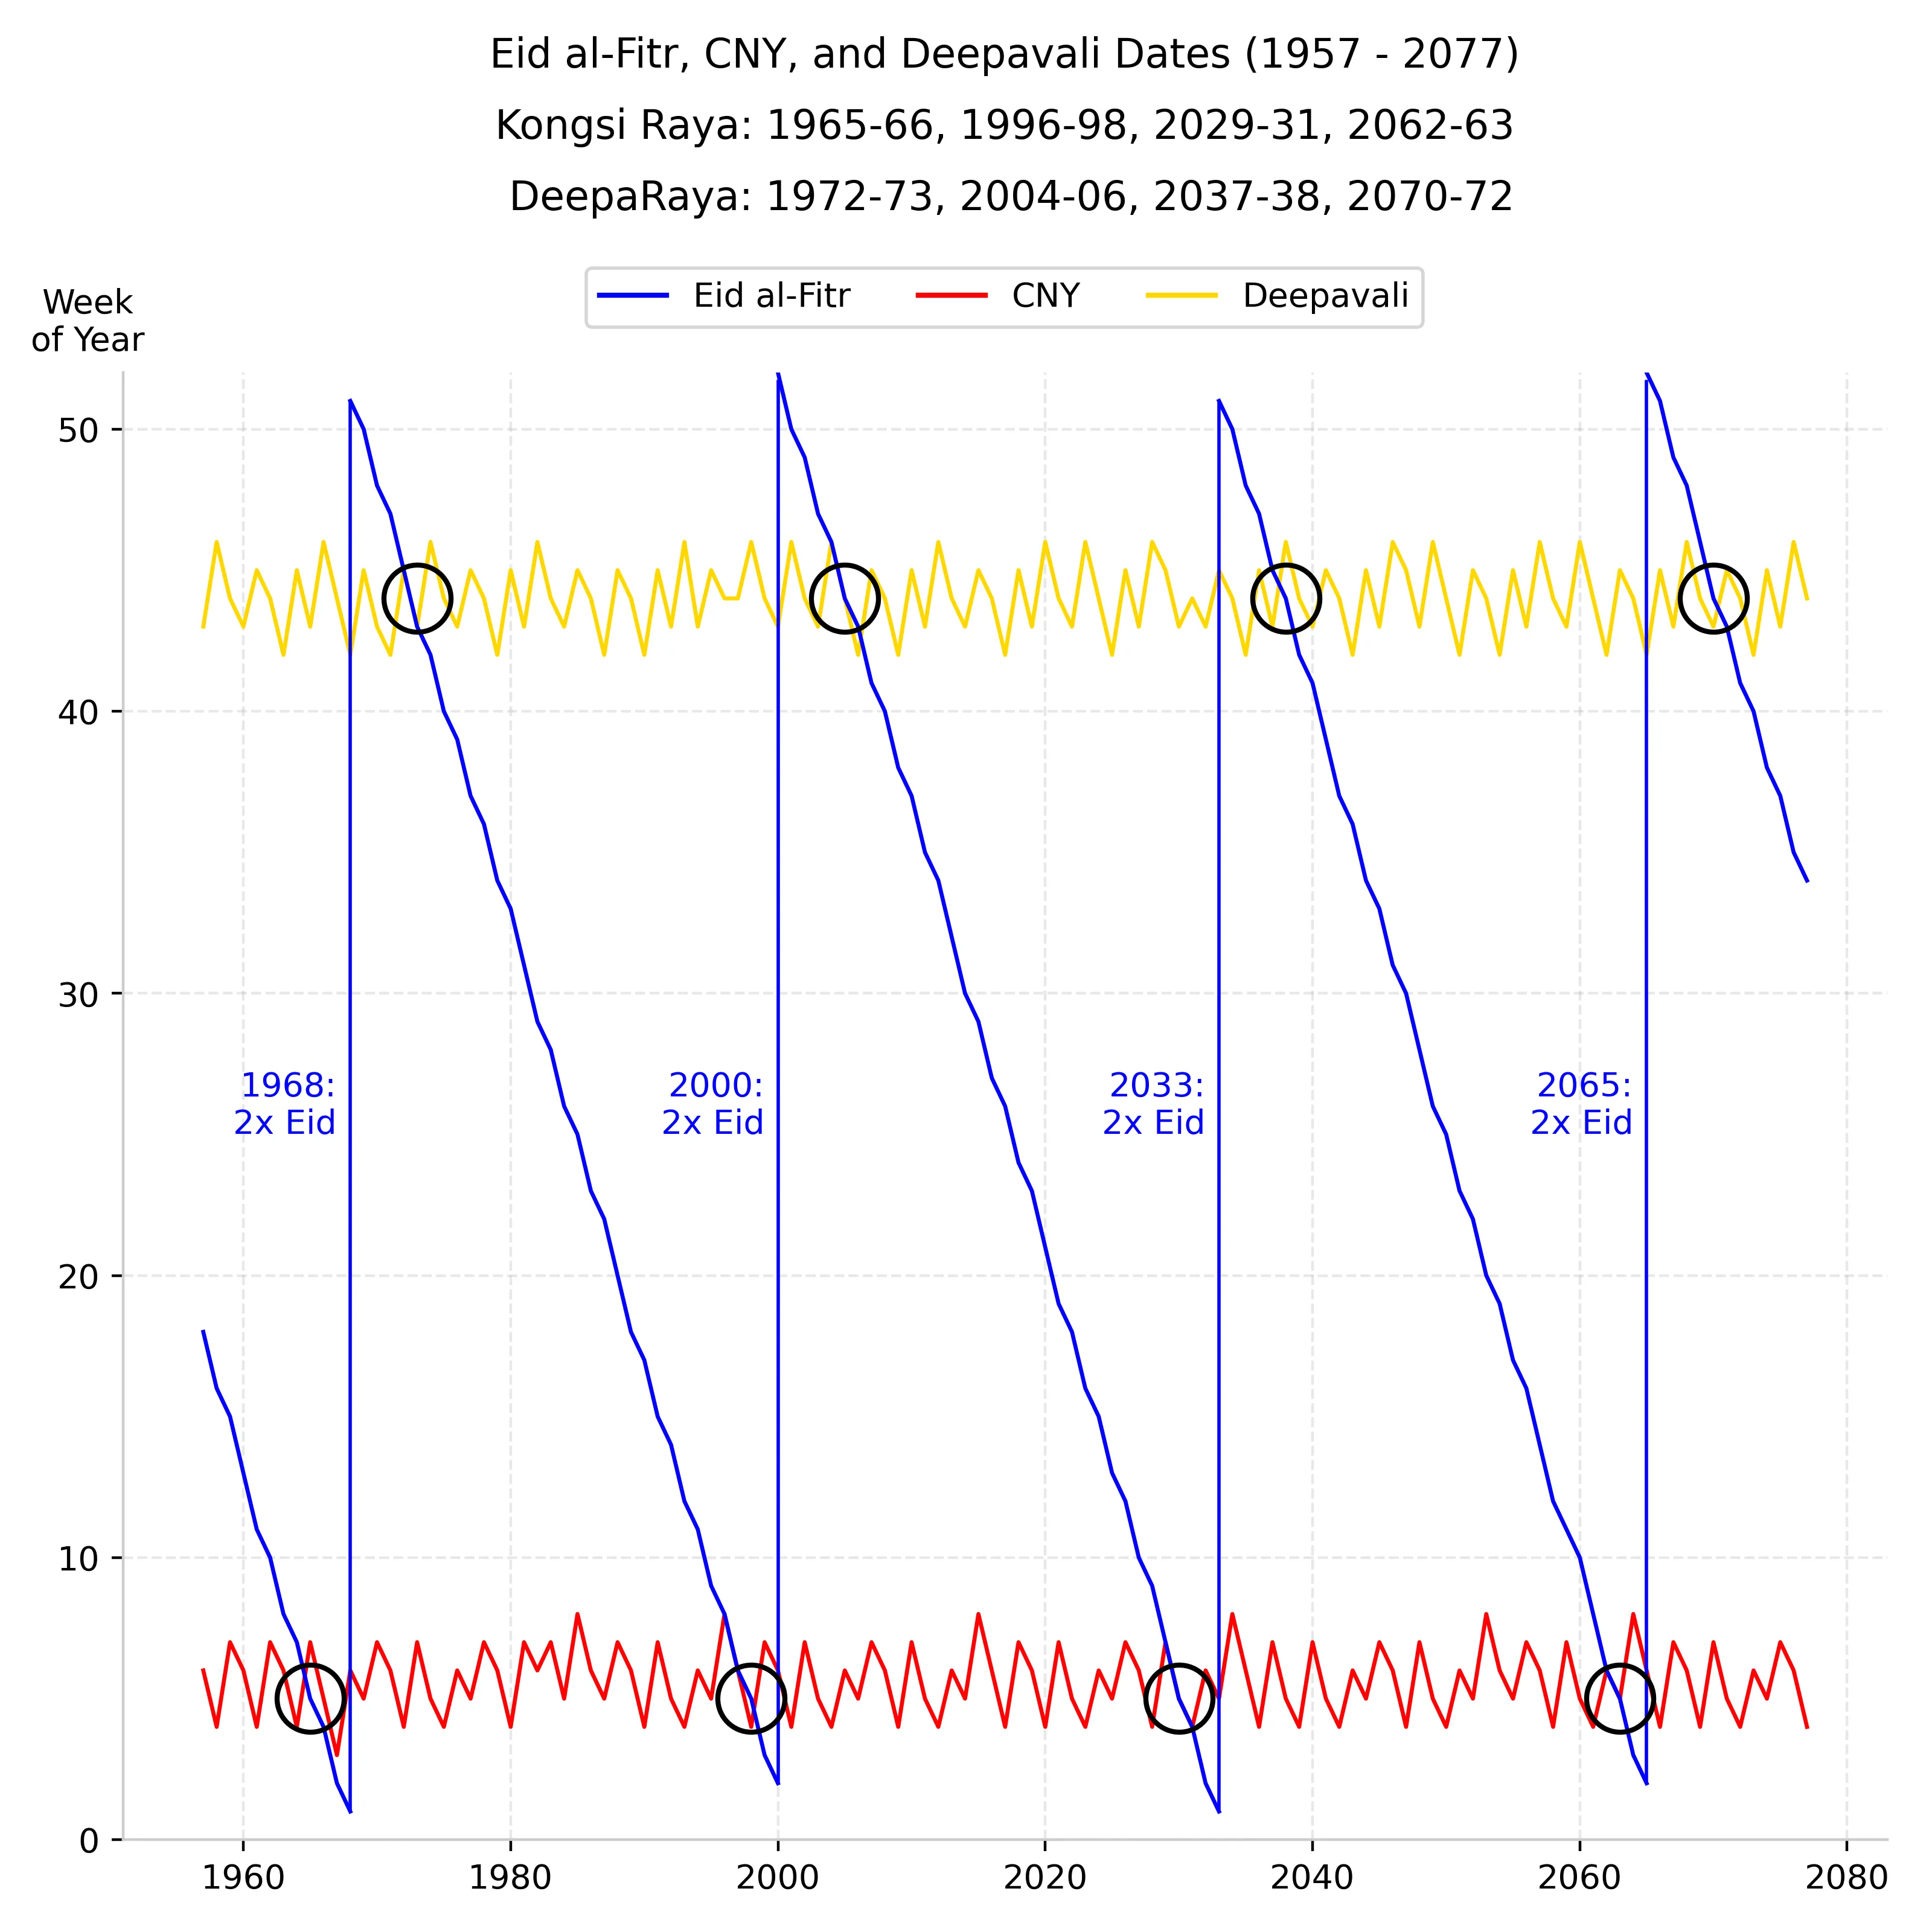 Eid al-Fitr, CNY, and Deepavali Dates (1957 - 2077)
Kongsi Raya: 1965-66, 1996-98, 2029-31, 2062-63
DeepaRaya: 1972-73, 2004-06, 2037-38, 2070-72
Eid al-Fitr CNY Deepavali
Week
of Year
50
40
30
20
10
0
1968:
2x Eid
2000:
2x Eid
2033:
2x Eid
2065:
2x Eid
1960 1980 2000 2020 2040 2060 2080